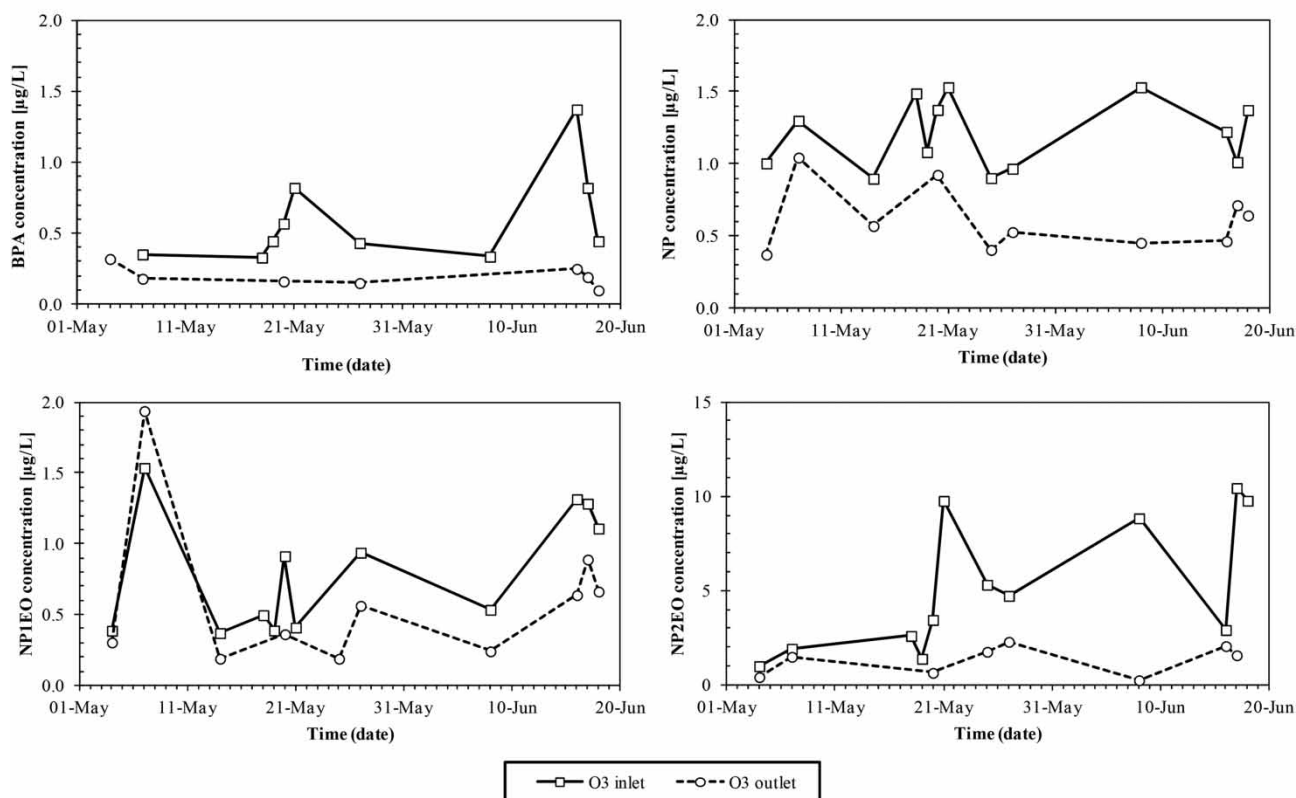 2.0
1.5
1.0
0.5
0.0
BPA concentration [µg/L]
01-May 11-May 21-May 31-May 10-Jun 20-Jun
Time (date)
2.0
1.5
1.0
0.5
0.0
NP concentration [µg/L]
01-May 11-May 21-May 31-May 10-Jun 20-Jun
Time (date)
2.0
1.5
1.0
0.5
0.0
NP1EO concentration [µg/L]
01-May 11-May 21-May 31-May 10-Jun 20-Jun
Time (date)
15
10
5
0
NP2EO concentration [µg/L]
01-May 11-May 21-May 31-May 10-Jun 20-Jun
Time (date)
O3 inlet O3 outlet